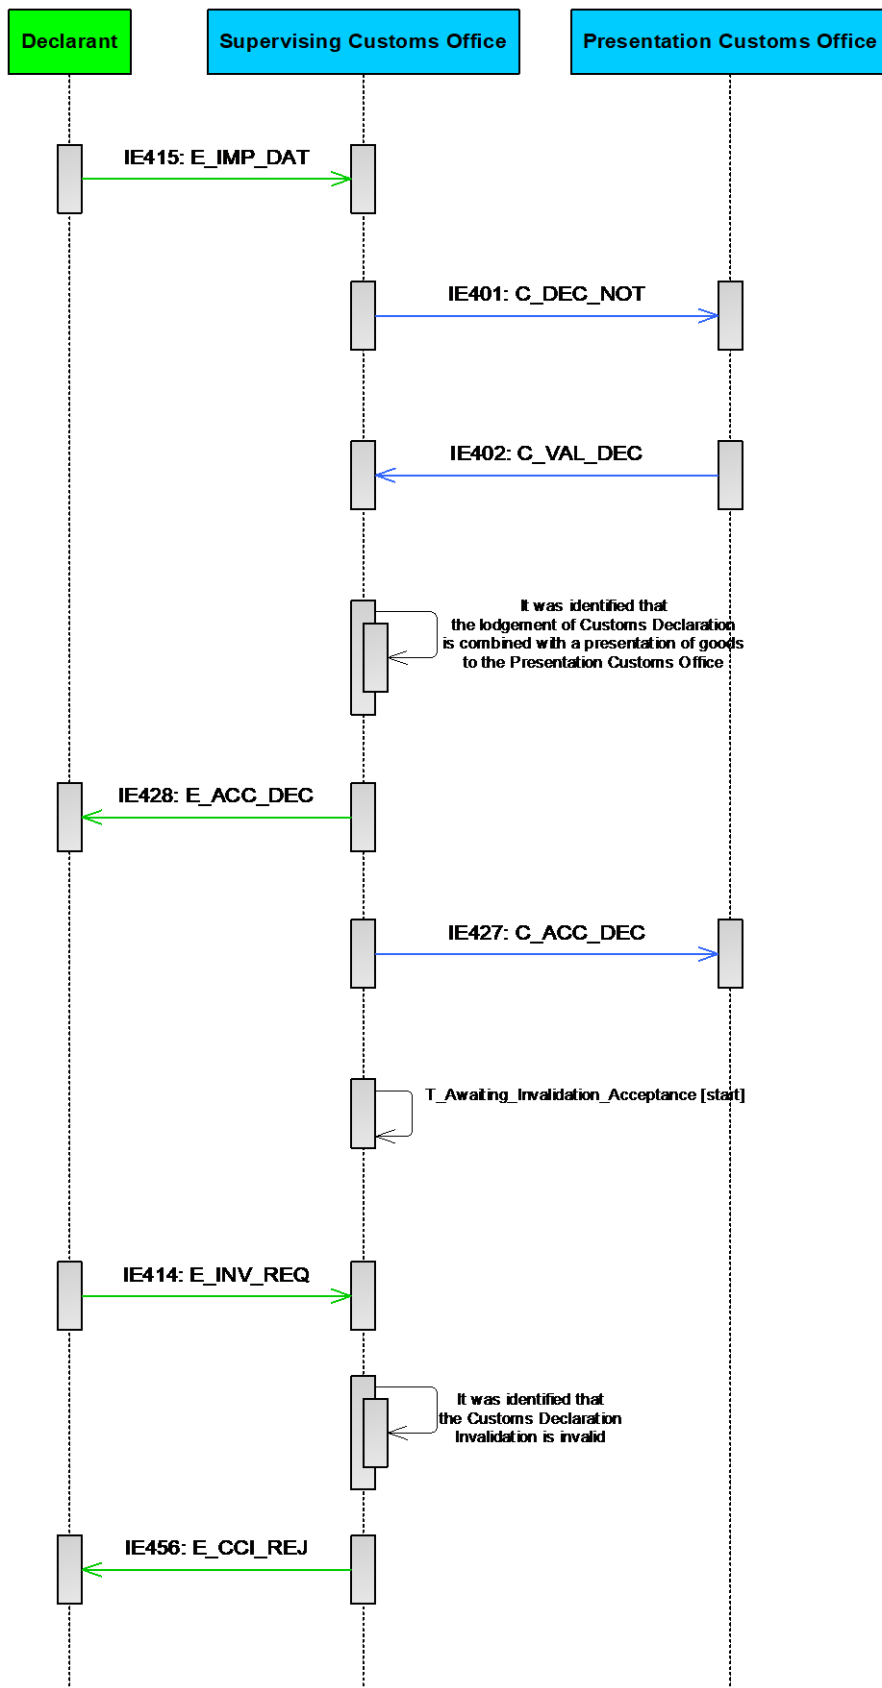 Declarant
Supervising Customs Office
Presentation Customs Office
IE415: E_IMP_DAT
IE401: C_DEC_NOT
IE402: C_VAL_DEC
It was identified that
the lodgement of Customs Declaration
is combined with a presentation of goods
to the Presentation Customs Office
IE428: E_ACC_DEC
IE427: C_ACC_DEC
T_Awaiting_Invalidation_Acceptance [start]
IE414: E_INV_REQ
It was identified that
the Customs Declaration
Invalidation is invalid
IE456: E_CCI_REJ